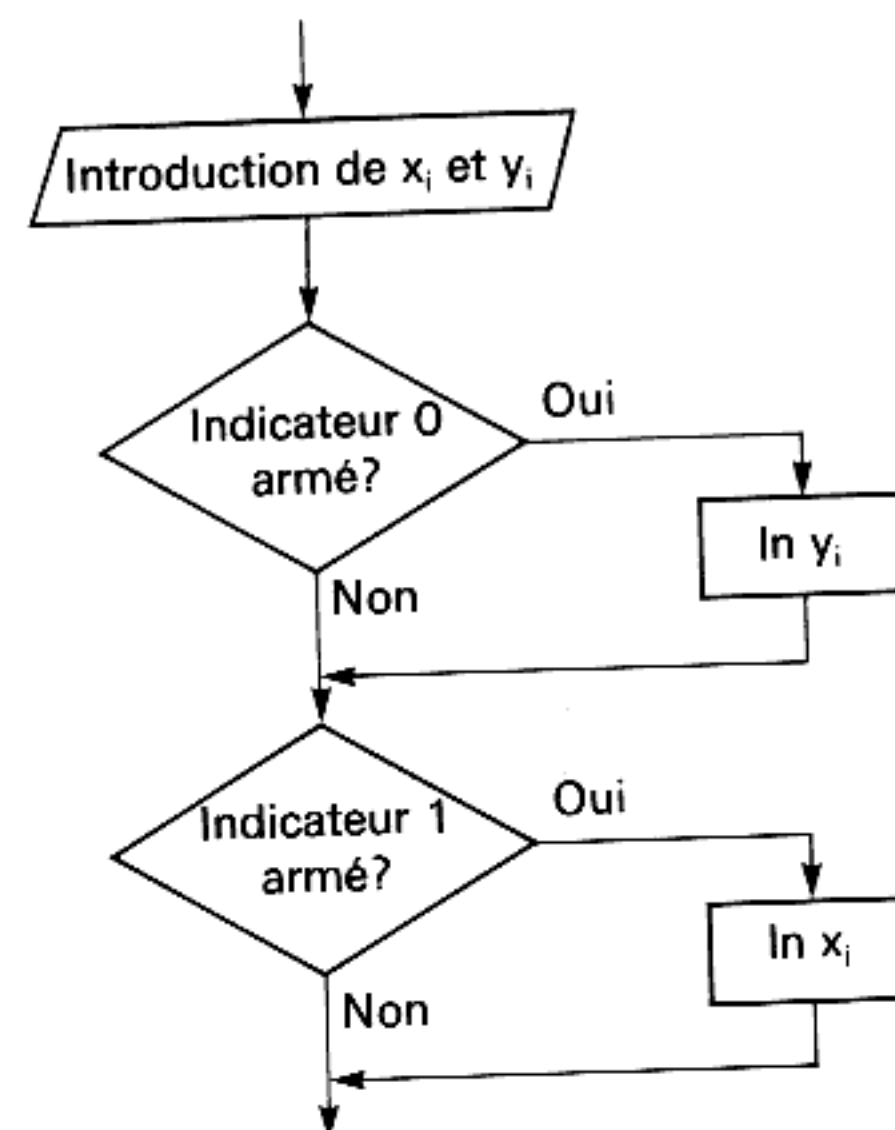 Introduction de xᵢ et yᵢ
Indicateur 0
armé?
Oui
ln yᵢ
Non
Indicateur 1
armé?
Oui
ln xᵢ
Non